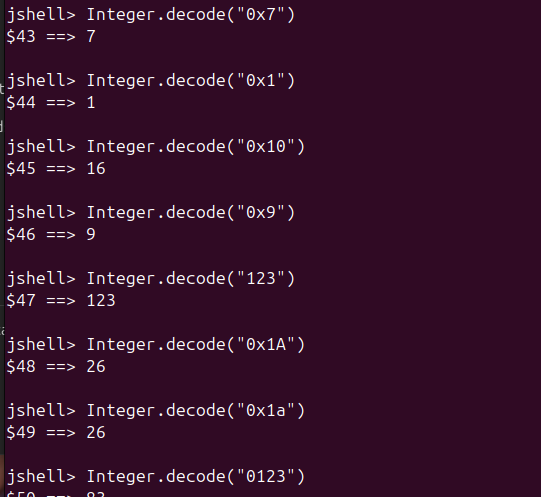 jshell> Integer.decode("0x7")
$43 ==> 7
jshell> Integer.decode("0x1")
$44 ==> 1
jshell> Integer.decode("0x10")
$45 ==> 16
jshell> Integer.decode("0x9")
$46 ==> 9
jshell> Integer.decode("123")
$47 ==> 123
jshell> Integer.decode("0x1A")
$48 ==> 26
jshell> Integer.decode("0x1a")
$49 ==> 26
jshell> Integer.decode("0123")
$50 ==> 83